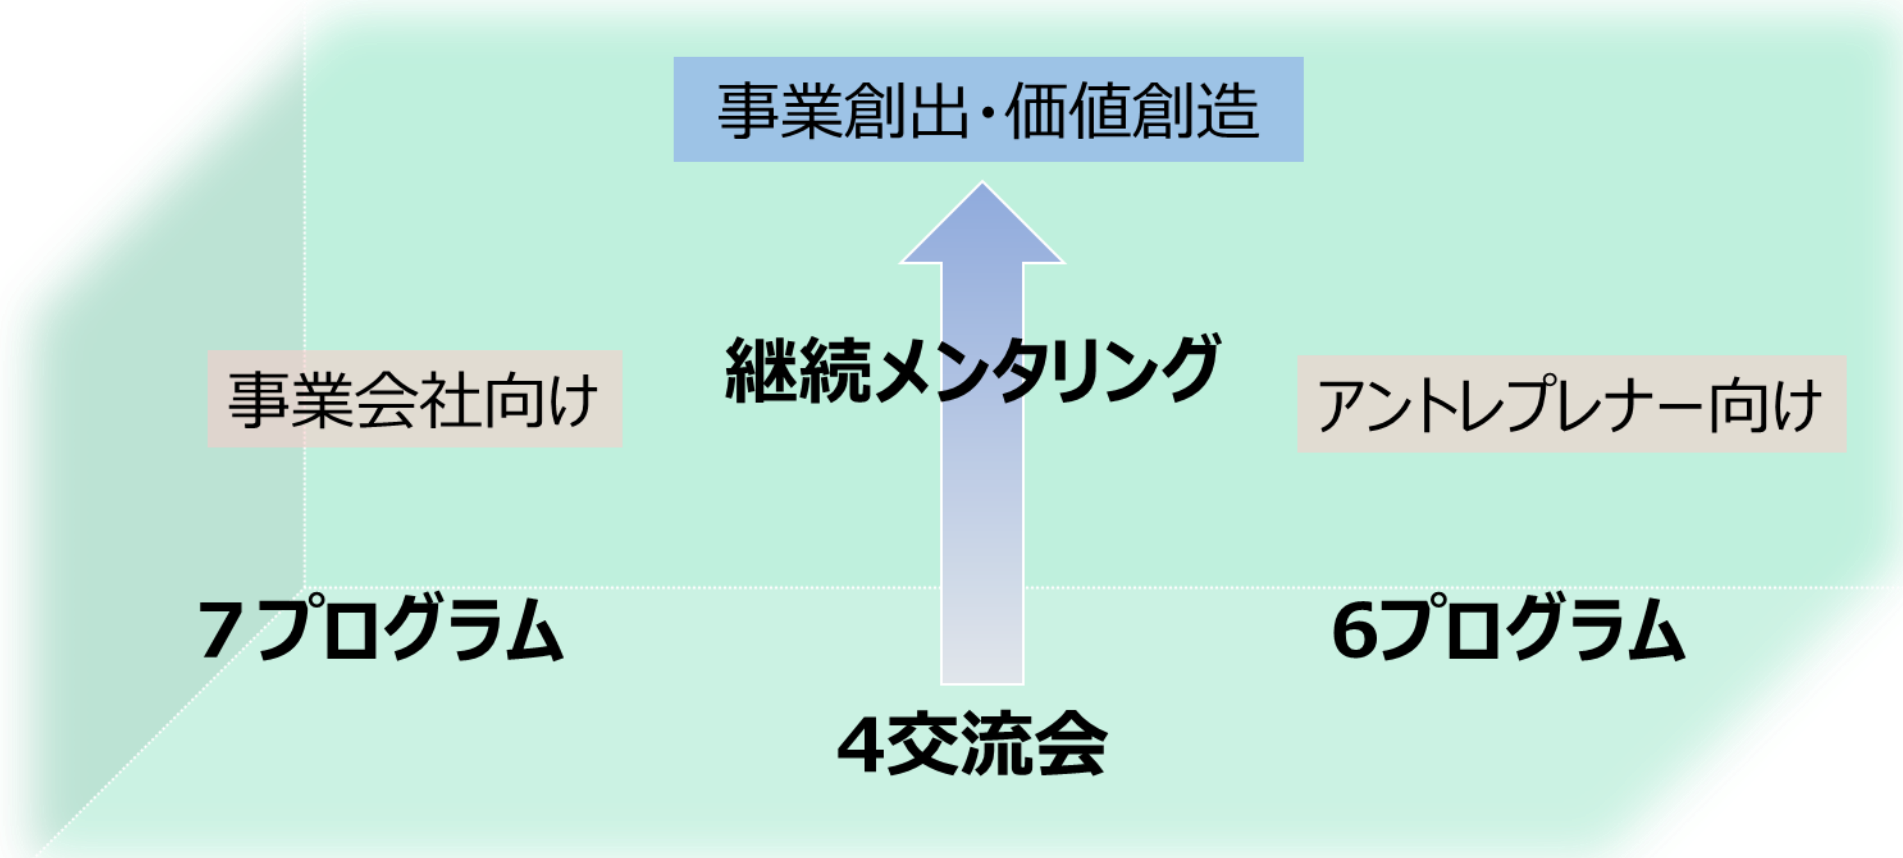 事業創出・価値創造
継続メンタリング
事業会社向け
アントレプレナー向け
7プログラム
6プログラム
4交流会